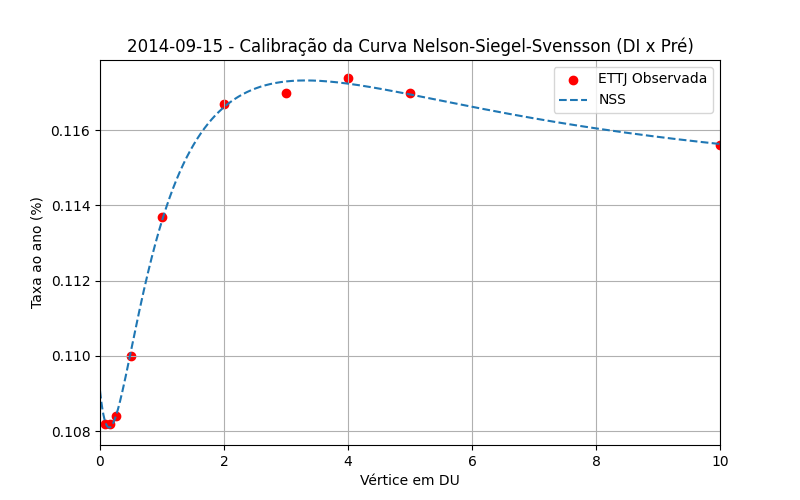 2014-09-15 - Calibração da Curva Nelson-Siegel-Svensson (DI x Pré)
ETTJ Observada
NSS
Taxa ao ano (%)
0.116
0.114
0.112
0.110
0.108
0 2 4 6 8 10
Vértice em DU